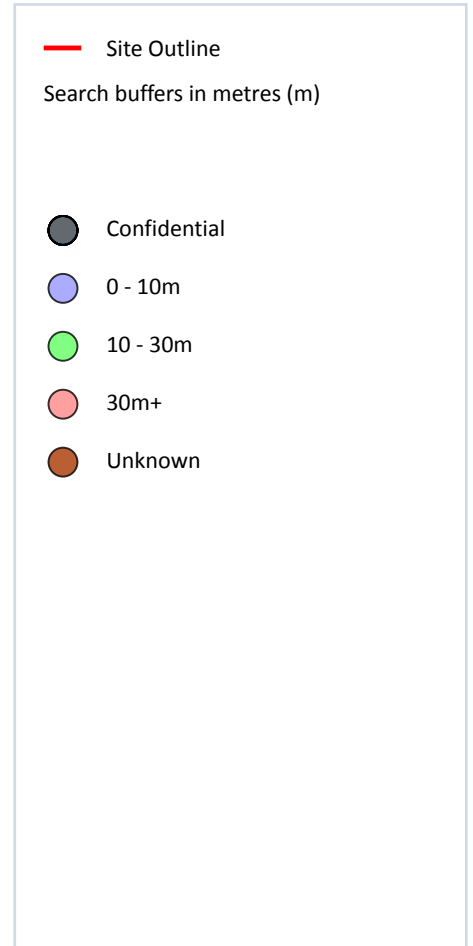 Site Outline
Search buffers in metres (m)
Confidential
0 - 10m
10 - 30m
30m+
Unknown